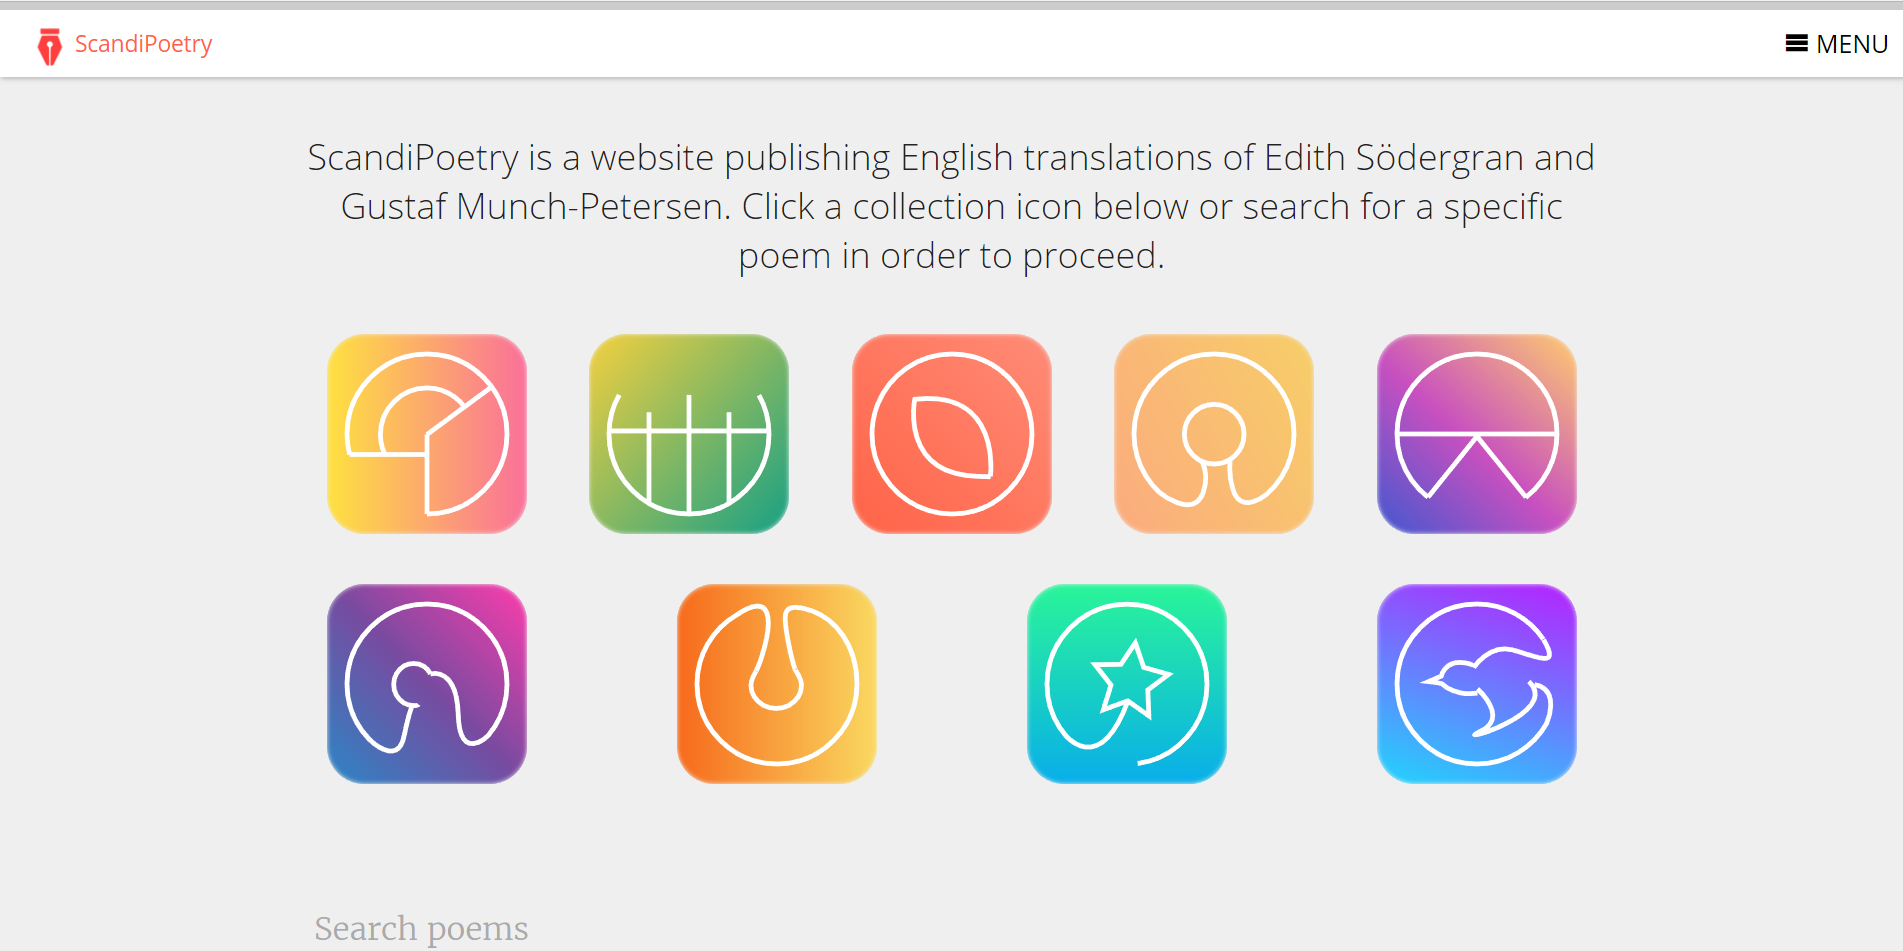 ScandiPoetry
MENU
ScandiPoetry is a website publishing English translations of Edith Södergran and
Gustaf Munch-Petersen. Click a collection icon below or search for a specific
poem in order to proceed.
Search poems